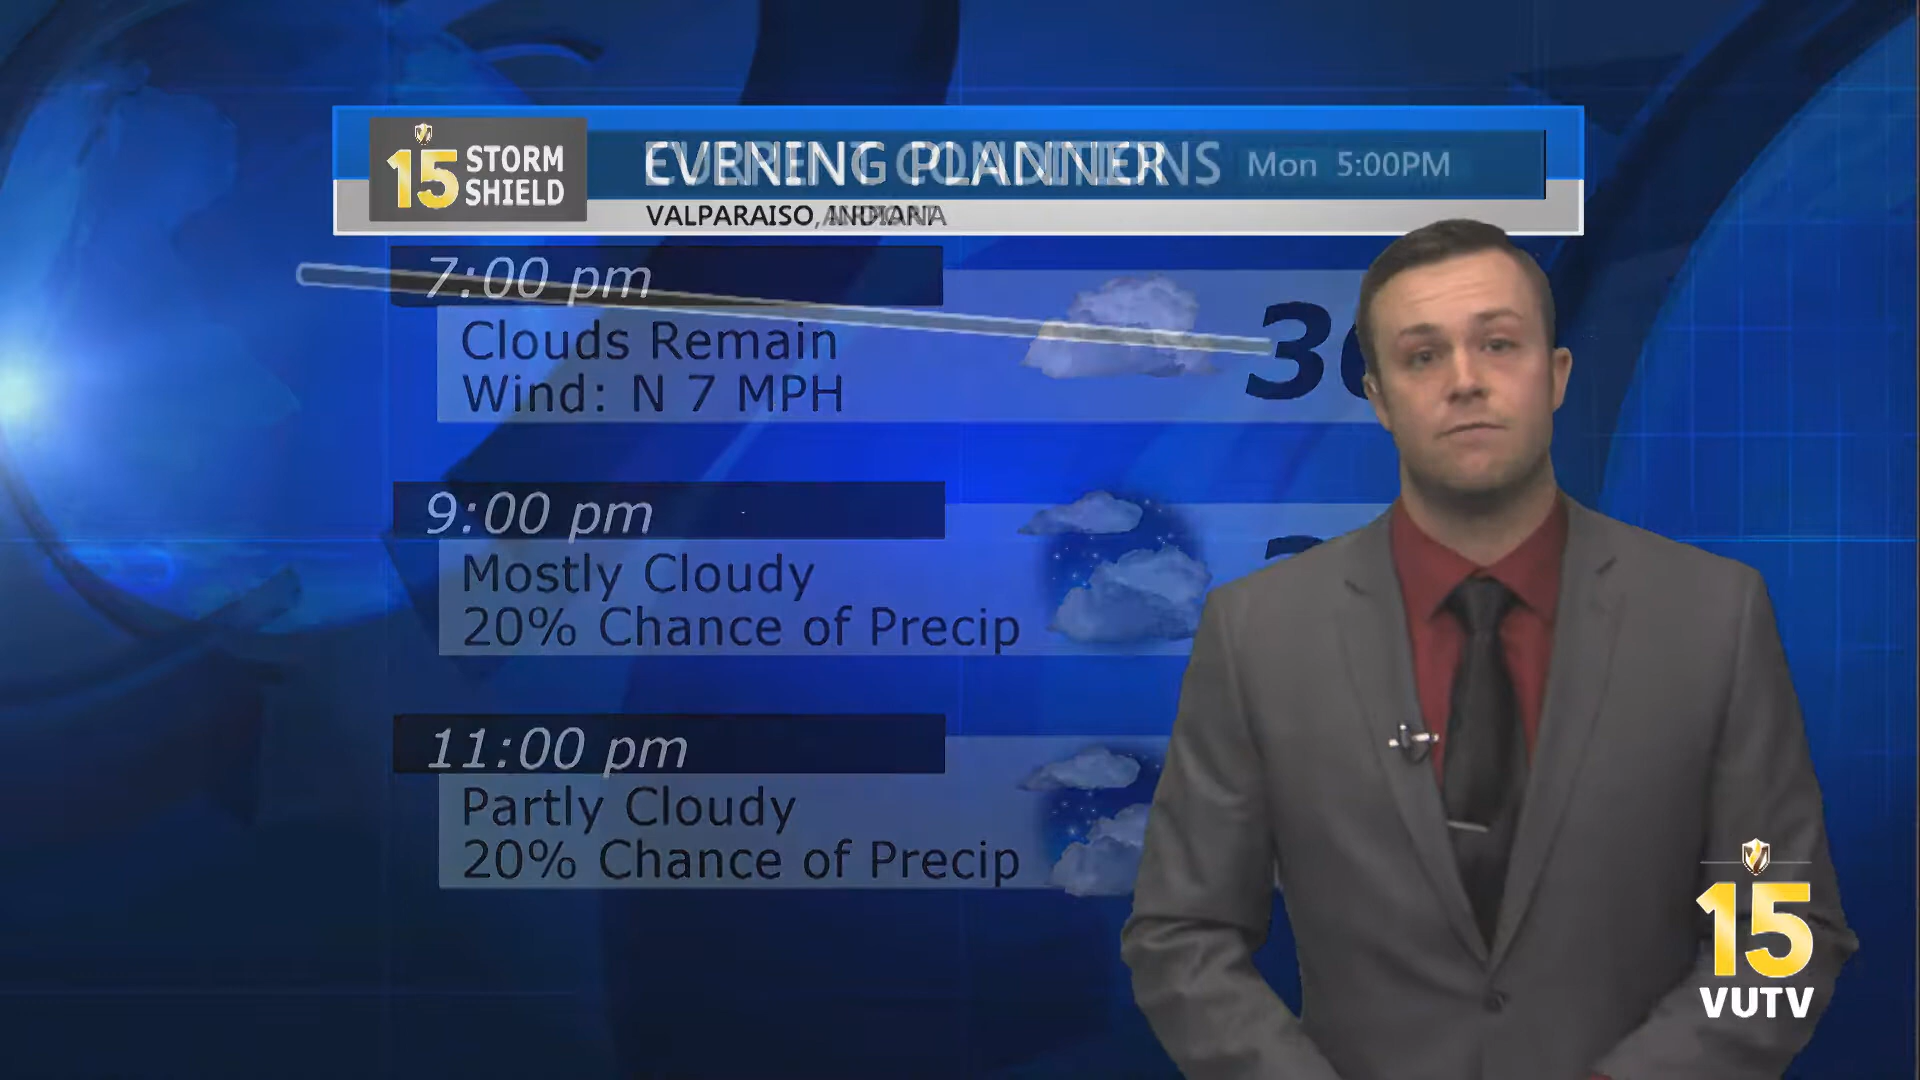 15 STORM
SHIELD
EVENING PLANNER
Mon 5:00PM
VALPARAISO, INDIANA
7:00 pm
Clouds Remain
Wind: N 7 MPH
9:00 pm
Mostly Cloudy
20% Chance of Precip
11:00 pm
Partly Cloudy
20% Chance of Precip
15
VUTV